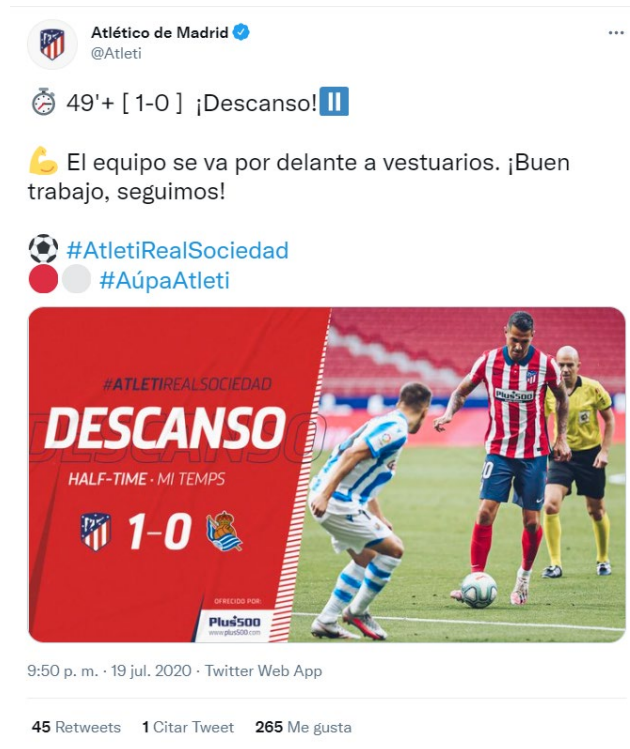 Atlético de Madrid
@Atleti
49'+ [ 1-0 ] ¡Descanso!
El equipo se va por delante a vestuarios. ¡Buen
trabajo, seguimos!
#AtletiRealSociedad
#AúpaAtleti
#ATLETIREALSOCIEDAD
DESCANSO
HALF-TIME · MI TEMPS
1-0
OFRECIDO POR:
Plus500
www.plus500.com
Plus500
9:50 p. m. · 19 jul. 2020 · Twitter Web App
45 Retweets 1 Citar Tweet 265 Me gusta